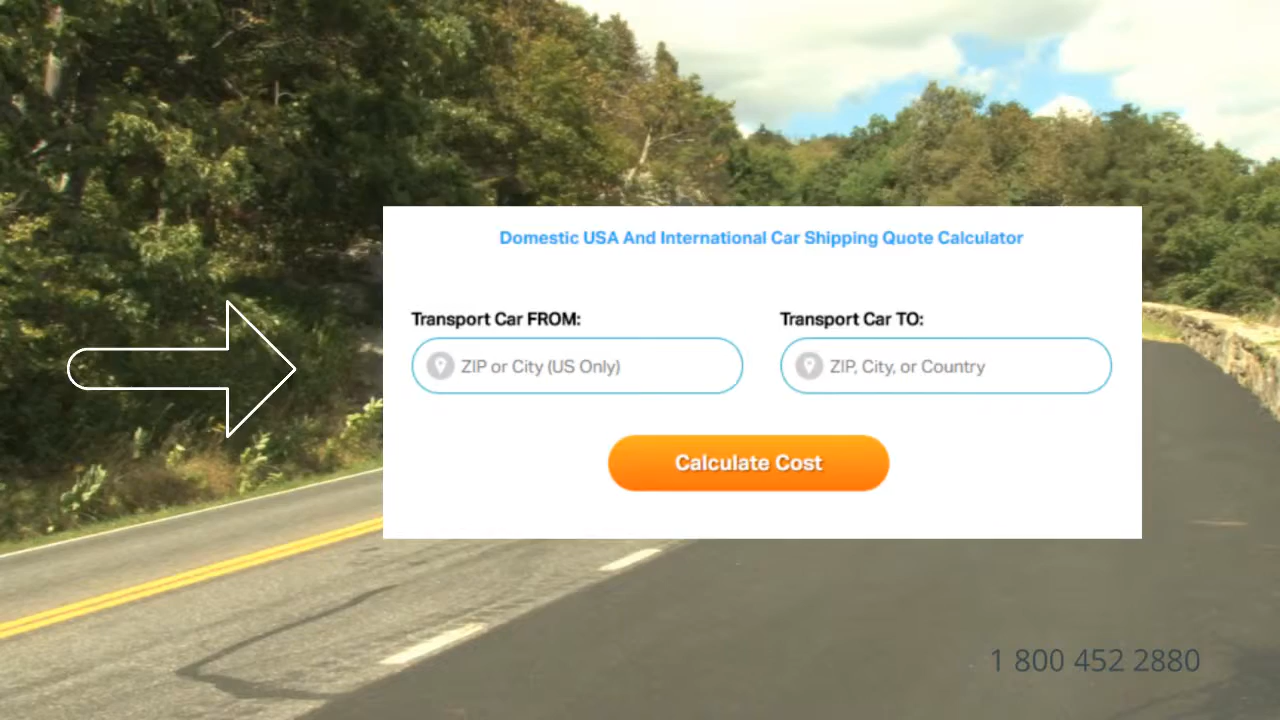 Domestic USA And International Car Shipping Quote Calculator
Transport Car FROM:
Transport Car TO:
ZIP or City (US Only)
ZIP, City, or Country
Calculate Cost
1 800 452 2880